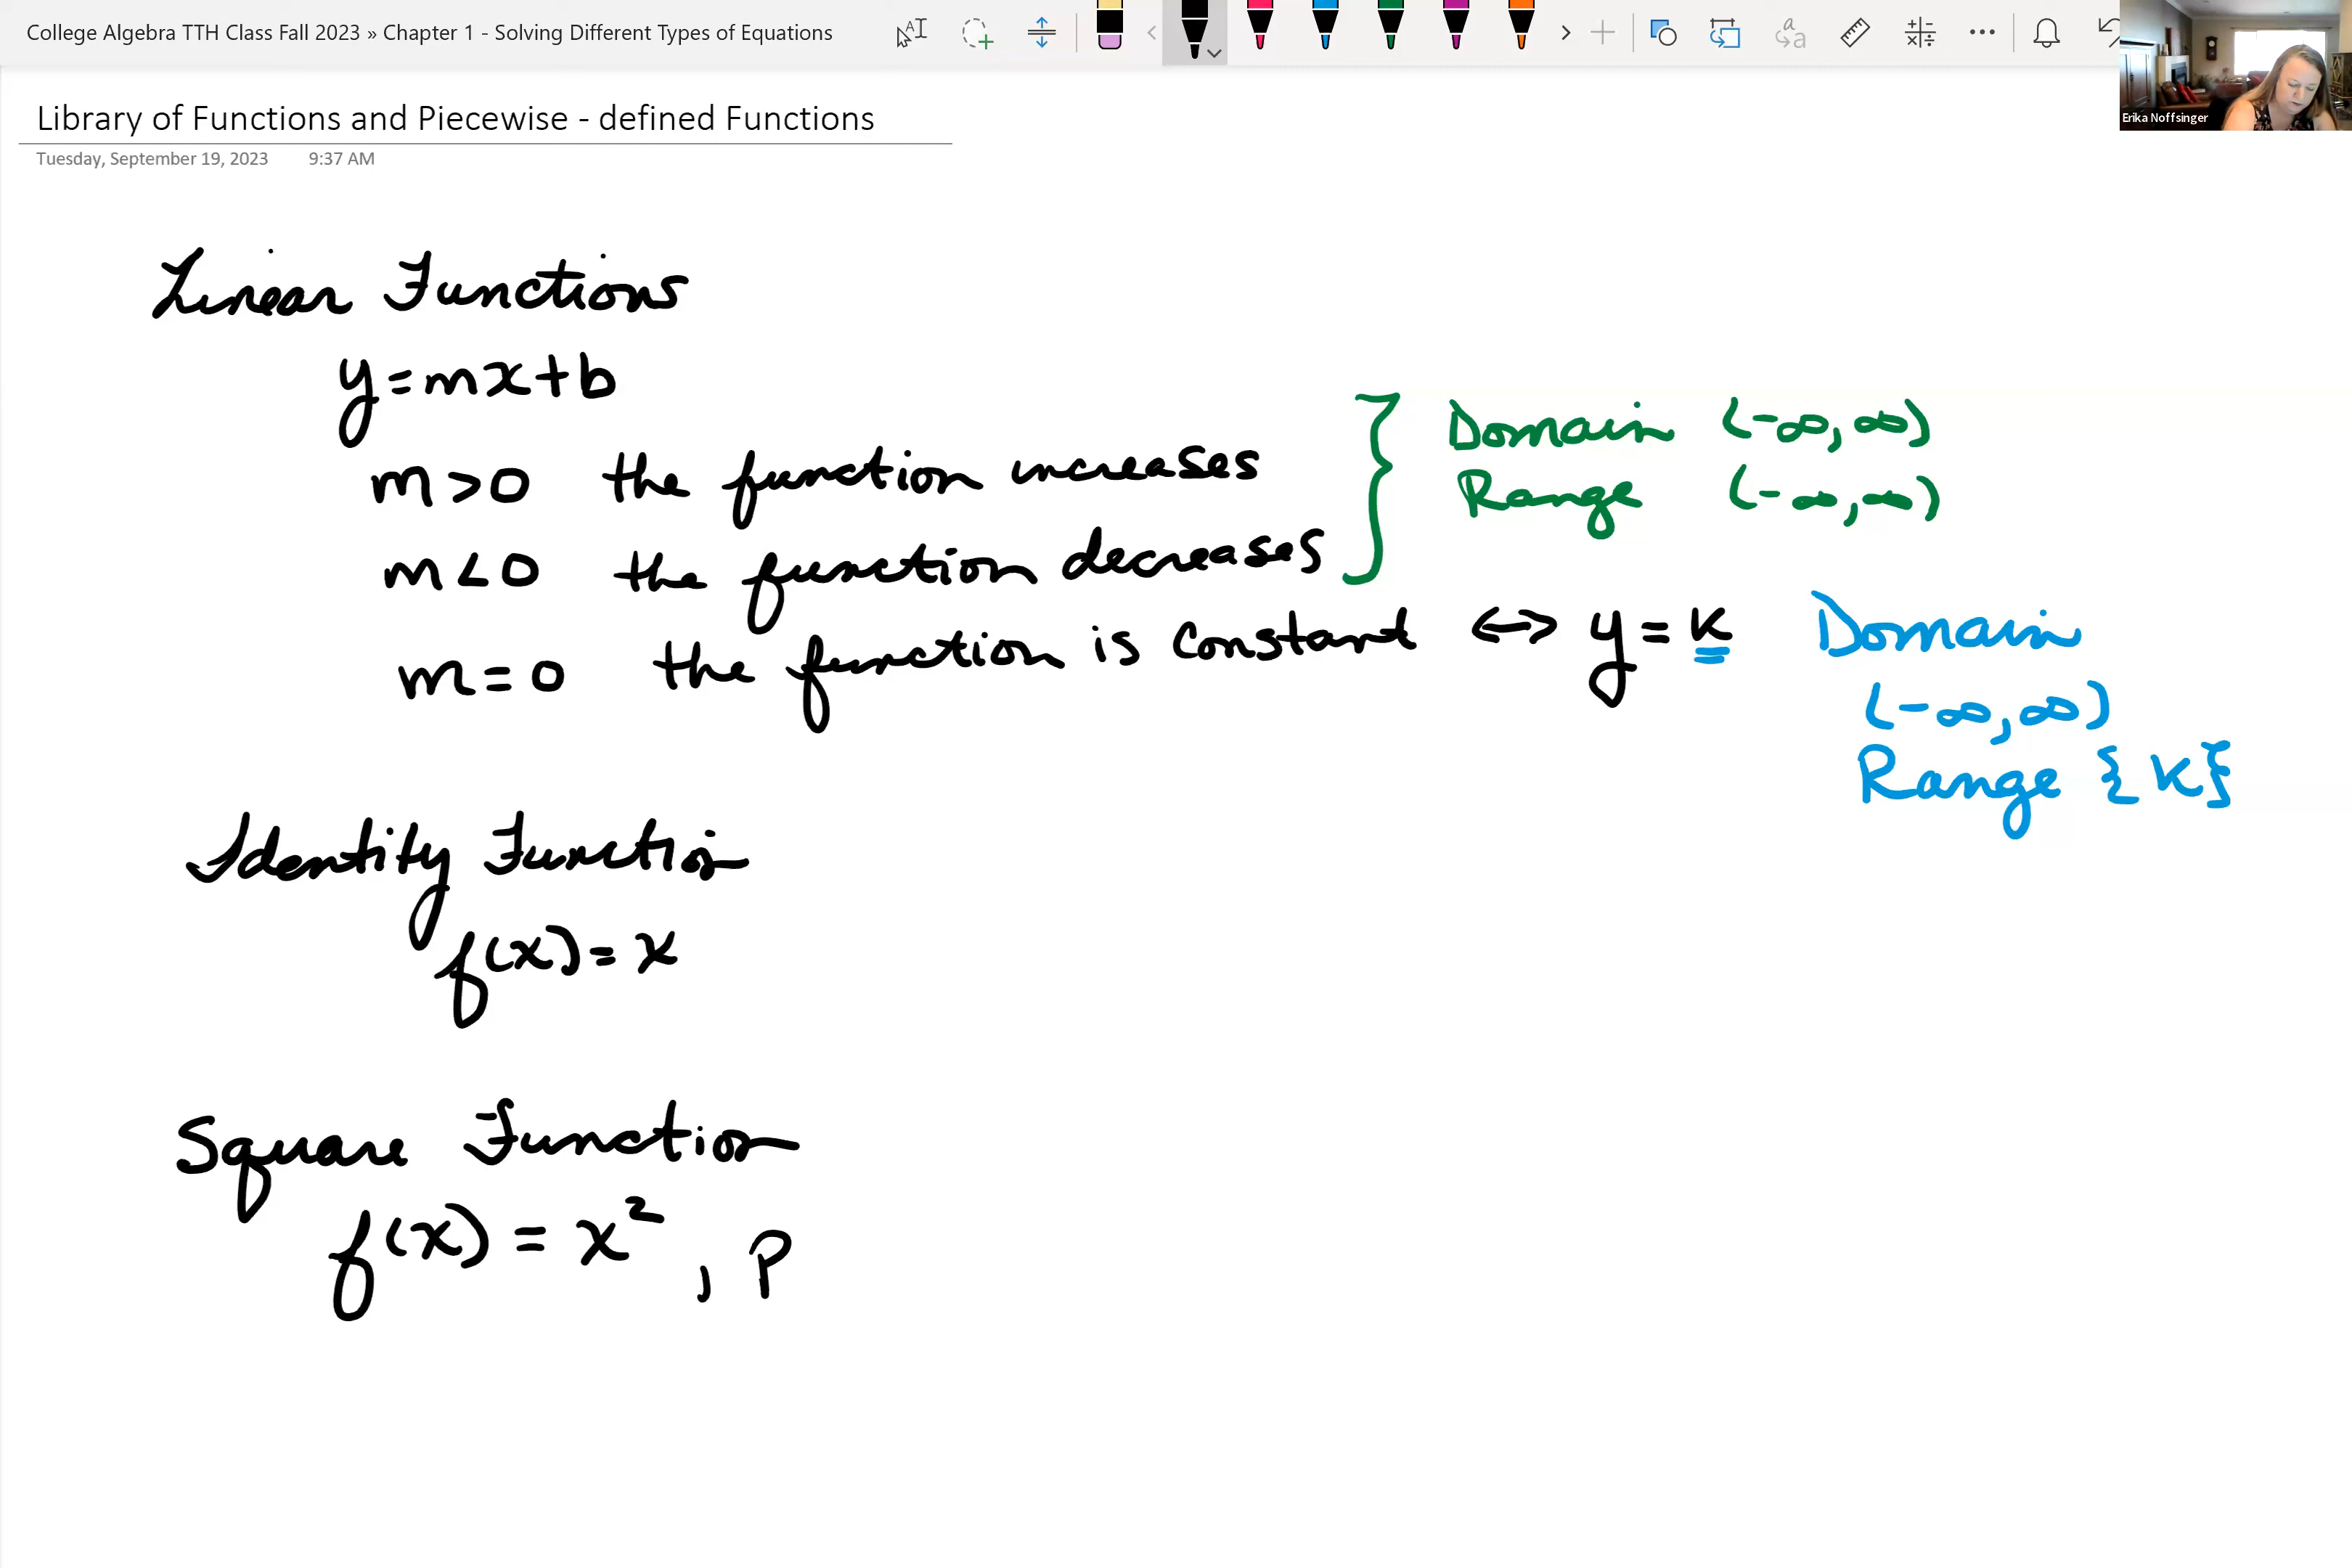 College Algebra TTH Class Fall 2023 » Chapter 1 - Solving Different Types of Equations
Erika Noffsinger
Library of Functions and Piecewise - defined Functions
Tuesday, September 19, 2023 9:37 AM
Linear Functions
y=mx+b
m>0 the function increases
m<0 the function decreases
} Domain (-∞,∞)
Range (-∞,∞)
m=0 the function is constant ↔ y=k Domain
(-∞,∞)
Range {k}
Identity Function
f(x)=x
Square Function
f(x) = x², P